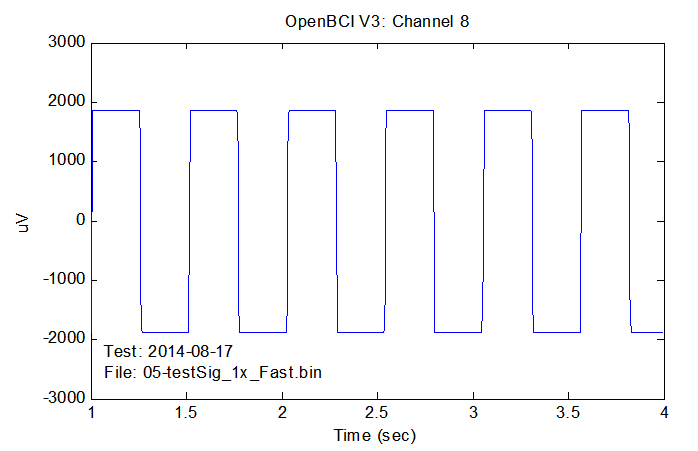 OpenBCI V3: Channel 8
3000
2000
1000
0
-1000
-2000
-3000
uV
Test: 2014-08-17
File: 05-testSig_1x_Fast.bin
1 1.5 2 2.5 3 3.5 4
Time (sec)